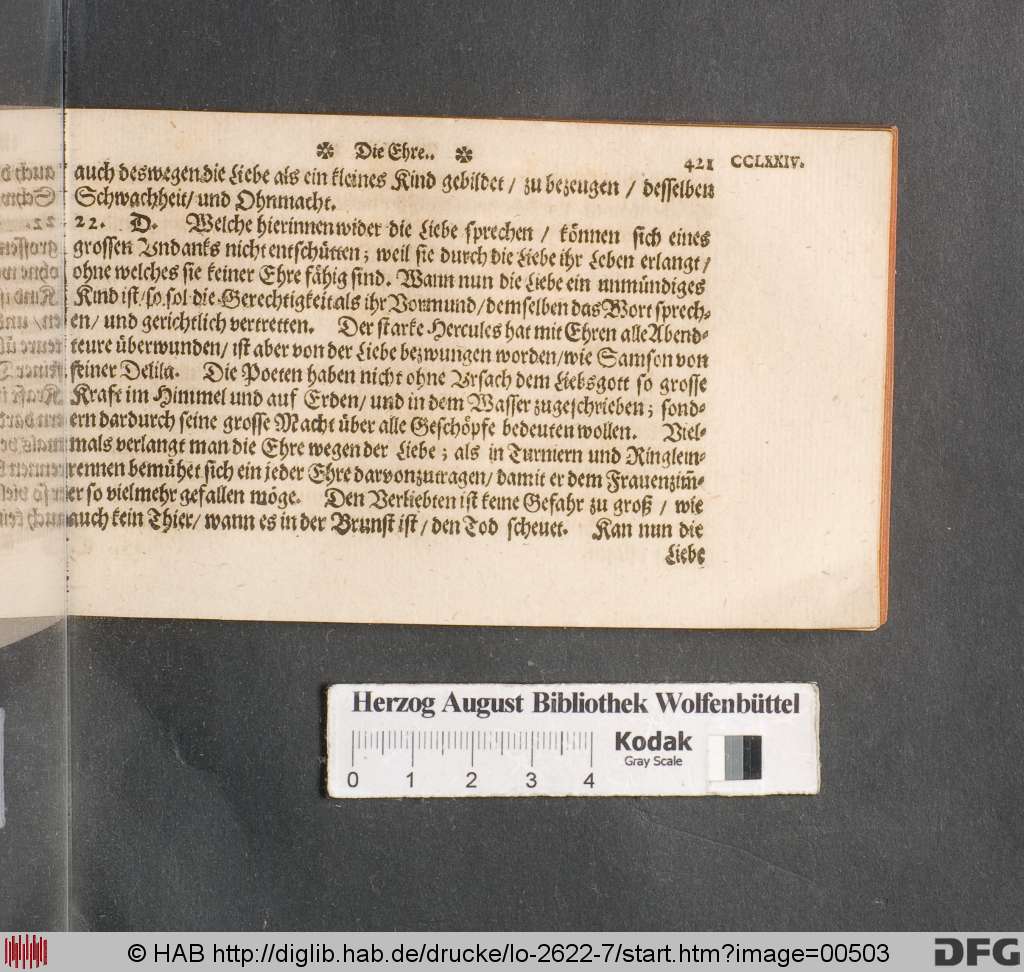 ✼ Die Ehre.. ✼ 421 CCLXXIV.
auch deswegen die Liebe als ein kleines Kind gebildet / zu bezeugen / desselben
Schwachheit/ und Ohnmacht.
22. D. Welche hierinnen wider die Liebe sprechen / können sich eines
grossen Undanks nicht entschütten; weil sie durch die Liebe ihr Leben erlangt/
ohne welches sie keiner Ehre fähig sind. Wann nun die Liebe ein unmündiges
Kind ist/ so sol die Gerechtigkeit als ihr Vormund/ demselben das Wort sprech-
en/ und gerichtlich vertretten. Der starke Hercules hat mit Ehren alle Abend-
teure überwunden/ ist aber von der Liebe bezwungen worden/ wie Samson von
seiner Delila. Die Poeten haben nicht ohne Ursach dem Liebsgott so grosse
Kraft im Himmel und auf Erden/ und in dem Wasser zugeschrieben; sond-
ern dardurch seine grosse Macht über alle Geschöpfe bedeuten wollen. Viel-
mals verlangt man die Ehre wegen der Liebe; als in Turniern und Ringlein-
rennen bemühet sich ein jeder Ehre darvonzutragen/ damit er dem Frauenzim̃-
er so vielmehr gefallen möge. Den Verliebten ist keine Gefahr zu groß / wie
auch kein Thier/ wann es in der Brunst ist/ den Tod scheuet. Kan nun die
Liebe
Herzog August Bibliothek Wolfenbüttel
Kodak
Gray Scale
0 1 2 3 4
© HAB http://diglib.hab.de/drucke/lo-2622-7/start.htm?image=00503
DFG